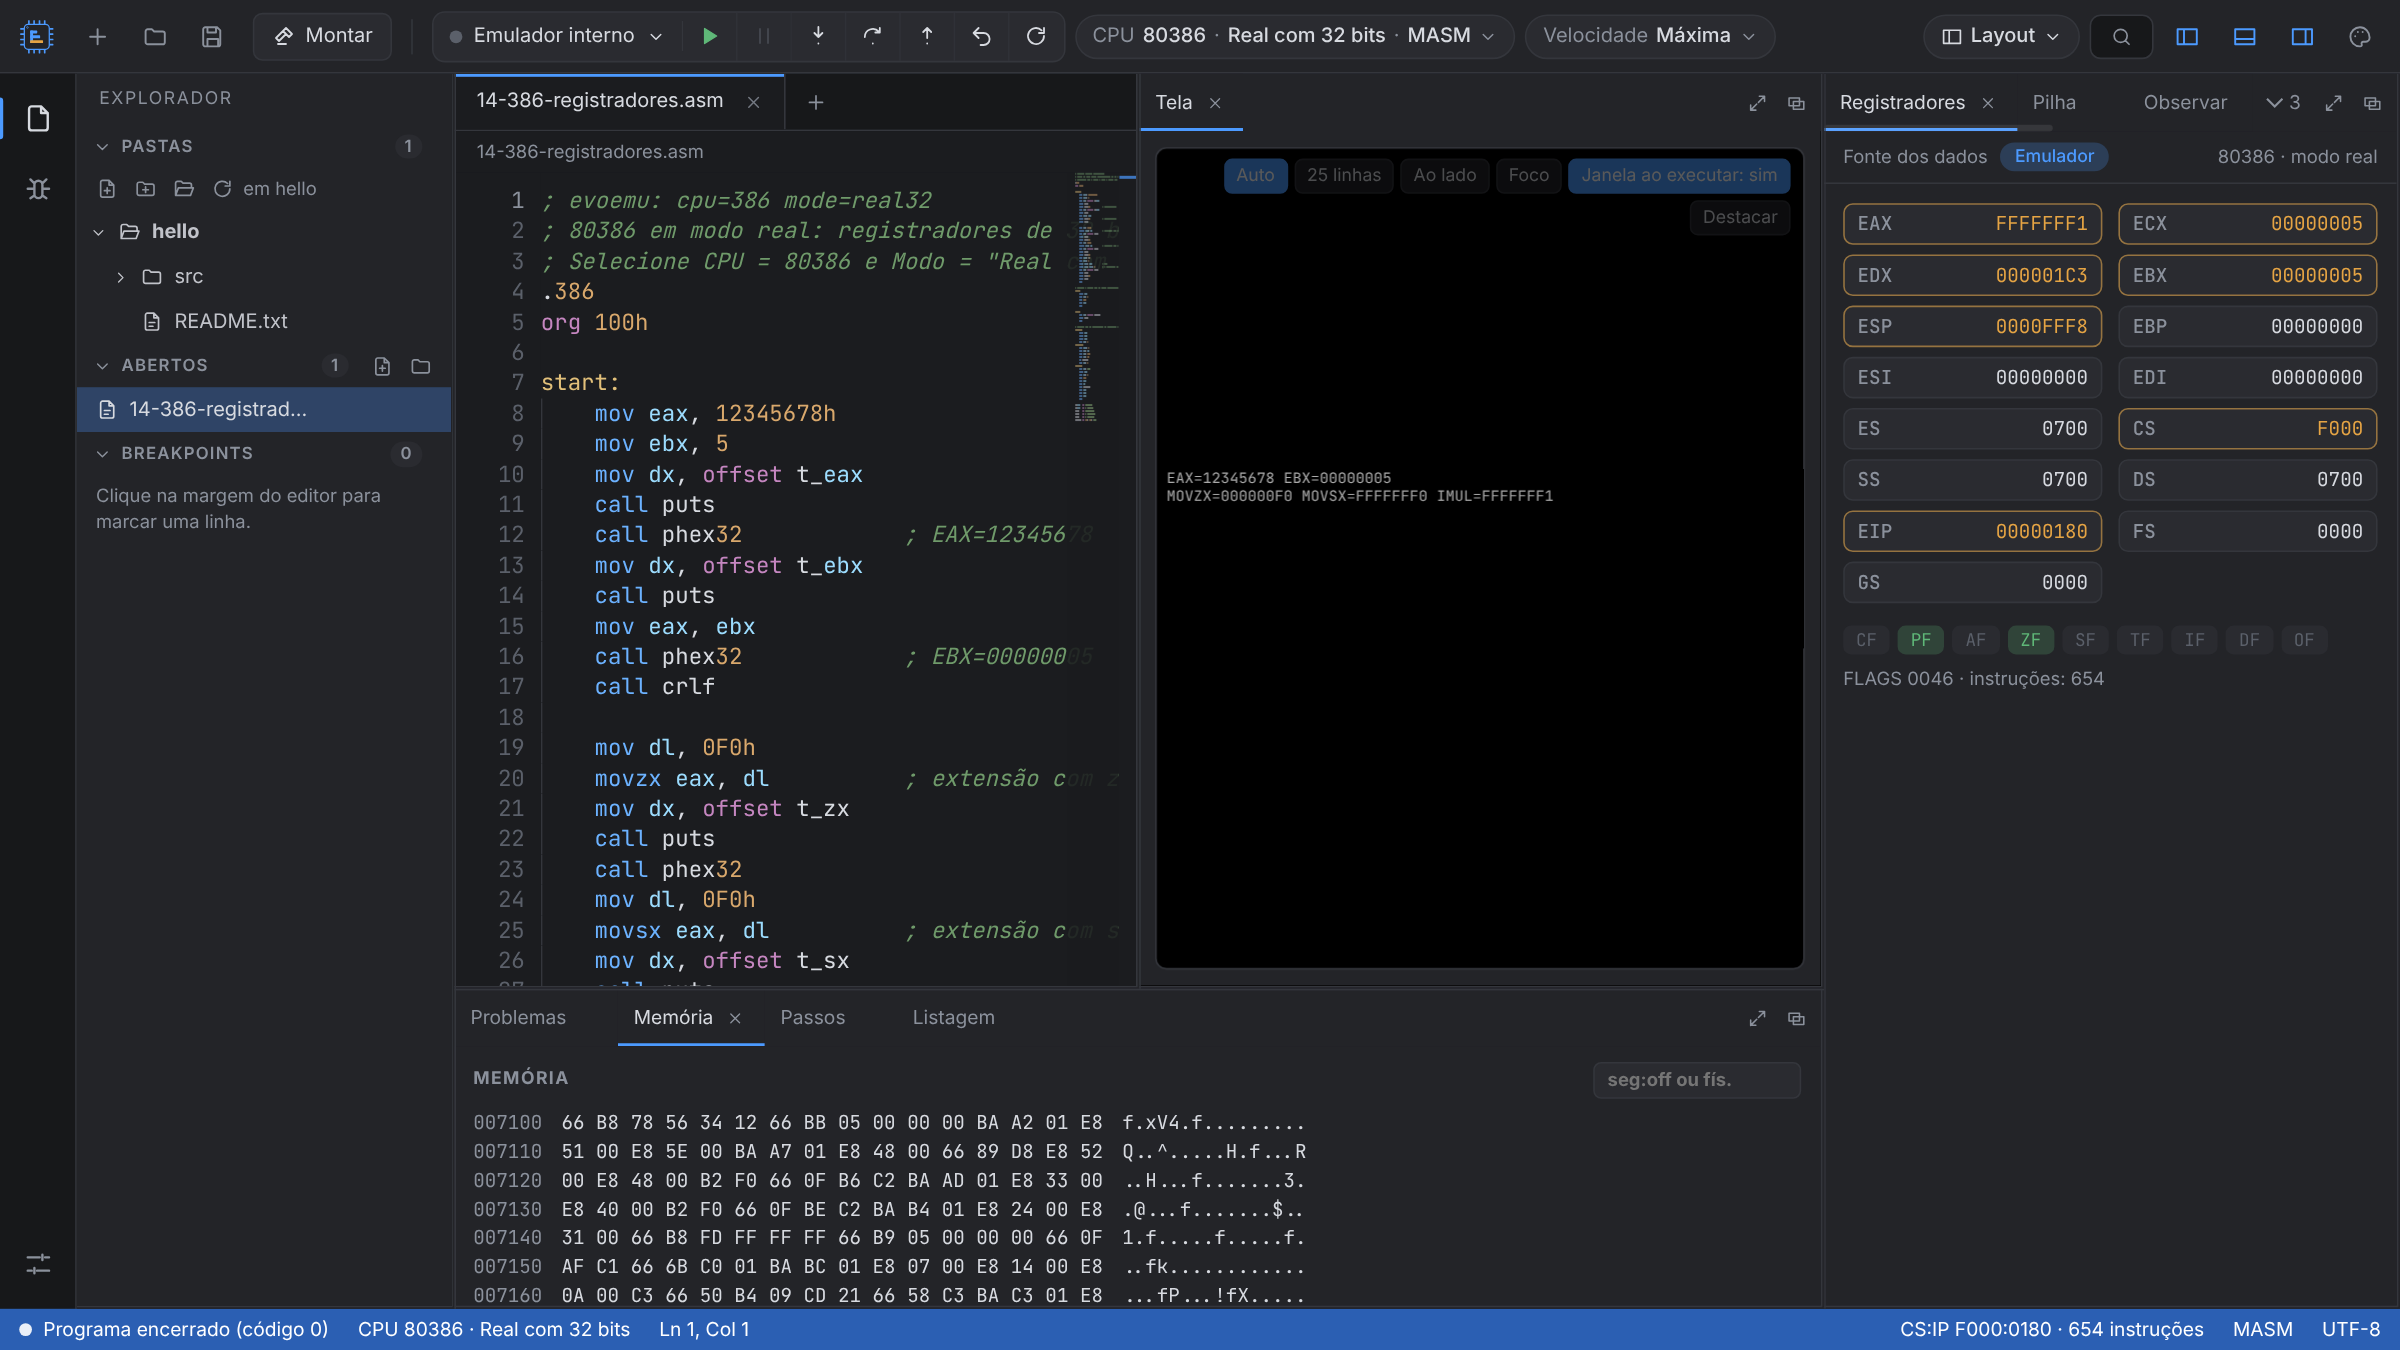 Montar
Emulador interno
CPU 80386 · Real com 32 bits · MASM
Velocidade Máxima
Layout
EXPLORADOR
PASTAS 1
em hello
hello
src
README.txt
ABERTOS 1
14-386-registrad...
BREAKPOINTS 0
Clique na margem do editor para
marcar uma linha.
14-386-registradores.asm
14-386-registradores.asm
1 ; evoemu: cpu=386 mode=real32
2 ; 80386 em modo real: registradores de 32 b
3 ; Selecione CPU = 80386 e Modo = "Real com
4 .386
5 org 100h
6
7 start:
8 mov eax, 12345678h
9 mov ebx, 5
10 mov dx, offset t_eax
11 call puts
12 call phex32 ; EAX=12345678
13 mov dx, offset t_ebx
14 call puts
15 mov eax, ebx
16 call phex32 ; EBX=00000005
17 call crlf
18
19 mov dl, 0F0h
20 movzx eax, dl ; extensão com z
21 mov dx, offset t_zx
22 call puts
23 call phex32
24 mov dl, 0F0h
25 movsx eax, dl ; extensão com s
26 mov dx, offset t_sx
27 call puts
Tela
Auto 25 linhas Ao lado Foco Janela ao executar: sim
Destacar
EAX=12345678 EBX=00000005
MOVZX=000000F0 MOVSX=FFFFFFF0 IMUL=FFFFFFF1
Registradores Pilha Observar 3
Fonte dos dados Emulador 80386 · modo real
EAX FFFFFFF1 ECX 00000005
EDX 000001C3 EBX 00000005
ESP 0000FFF8 EBP 00000000
ESI 00000000 EDI 00000000
ES 0700 CS F000
SS 0700 DS 0700
EIP 00000180 FS 0000
GS 0000
CF PF AF ZF SF TF IF DF OF
FLAGS 0046 · instruções: 654
Problemas Memória Passos Listagem
MEMÓRIA seg:off ou fís.
007100 66 B8 78 56 34 12 66 BB 05 00 00 00 BA A2 01 E8 f.xV4.f.........
007110 51 00 E8 5E 00 BA A7 01 E8 48 00 66 89 D8 E8 52 Q..^.....H.f...R
007120 00 E8 48 00 B2 F0 66 0F B6 C2 BA AD 01 E8 33 00 ..H...f.......3.
007130 E8 40 00 B2 F0 66 0F BE C2 BA B4 01 E8 24 00 E8 .@...f.......$..
007140 31 00 66 B8 FD FF FF FF 66 B9 05 00 00 00 66 0F 1.f.....f.....f.
007150 AF C1 66 6B C0 01 BA BC 01 E8 07 00 E8 14 00 E8 ..fk............
007160 0A 00 C3 66 50 B4 09 CD 21 66 58 C3 BA C3 01 E8 ...fP...!fX.....
Programa encerrado (código 0) CPU 80386 · Real com 32 bits Ln 1, Col 1 CS:IP F000:0180 · 654 instruções MASM UTF-8